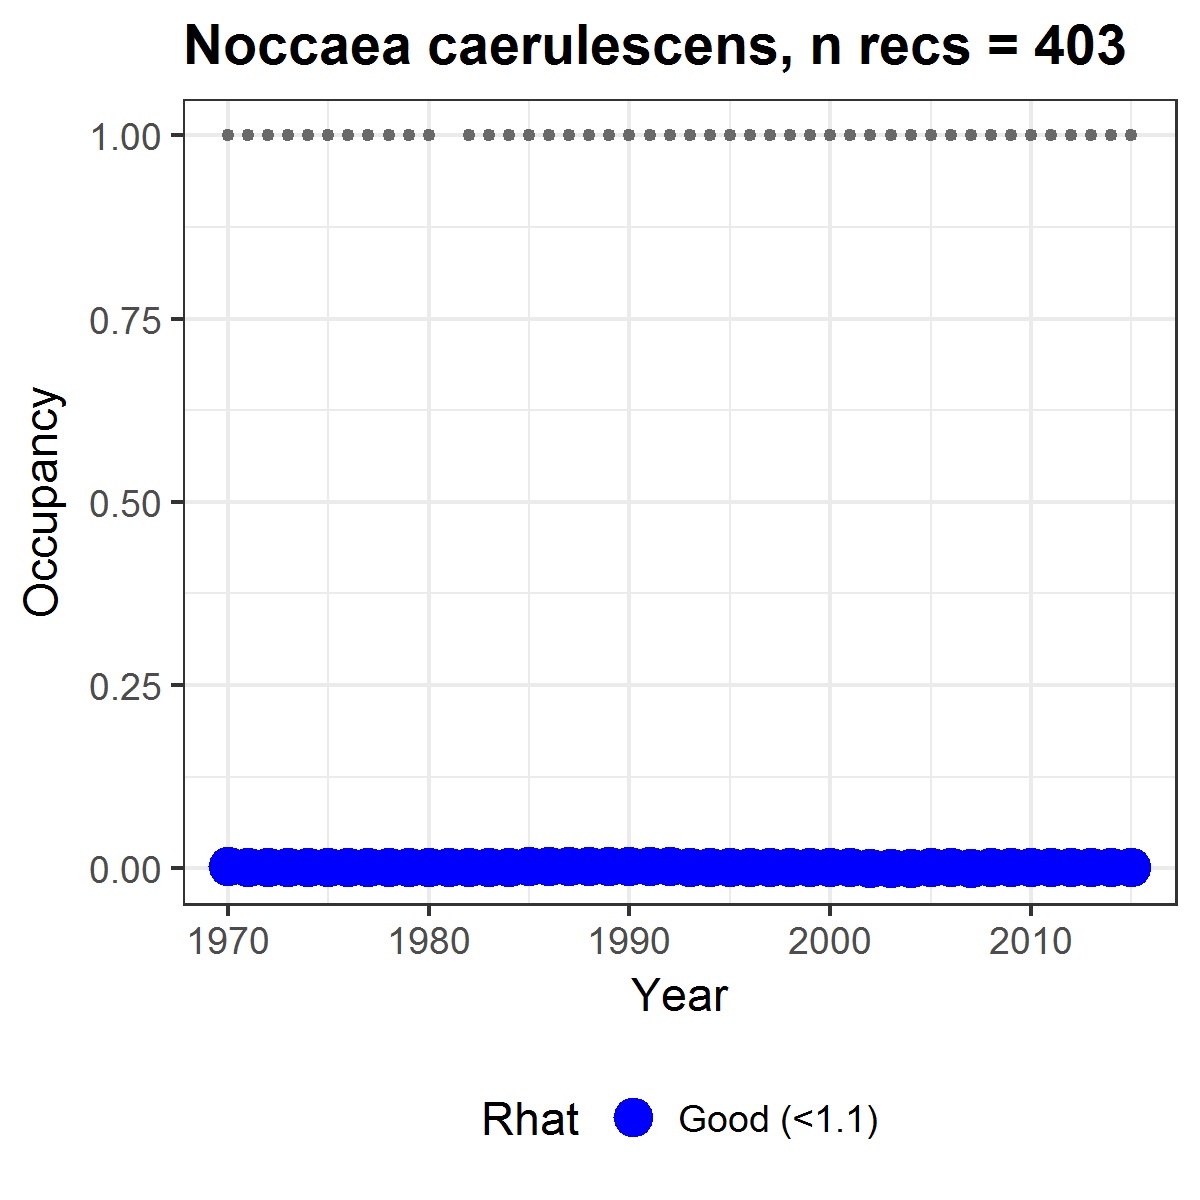 Noccaea caerulescens, n recs = 403
1.00
0.75
0.50
0.25
0.00
Occupancy
1970 1980 1990 2000 2010
Year
Rhat Good (<1.1)